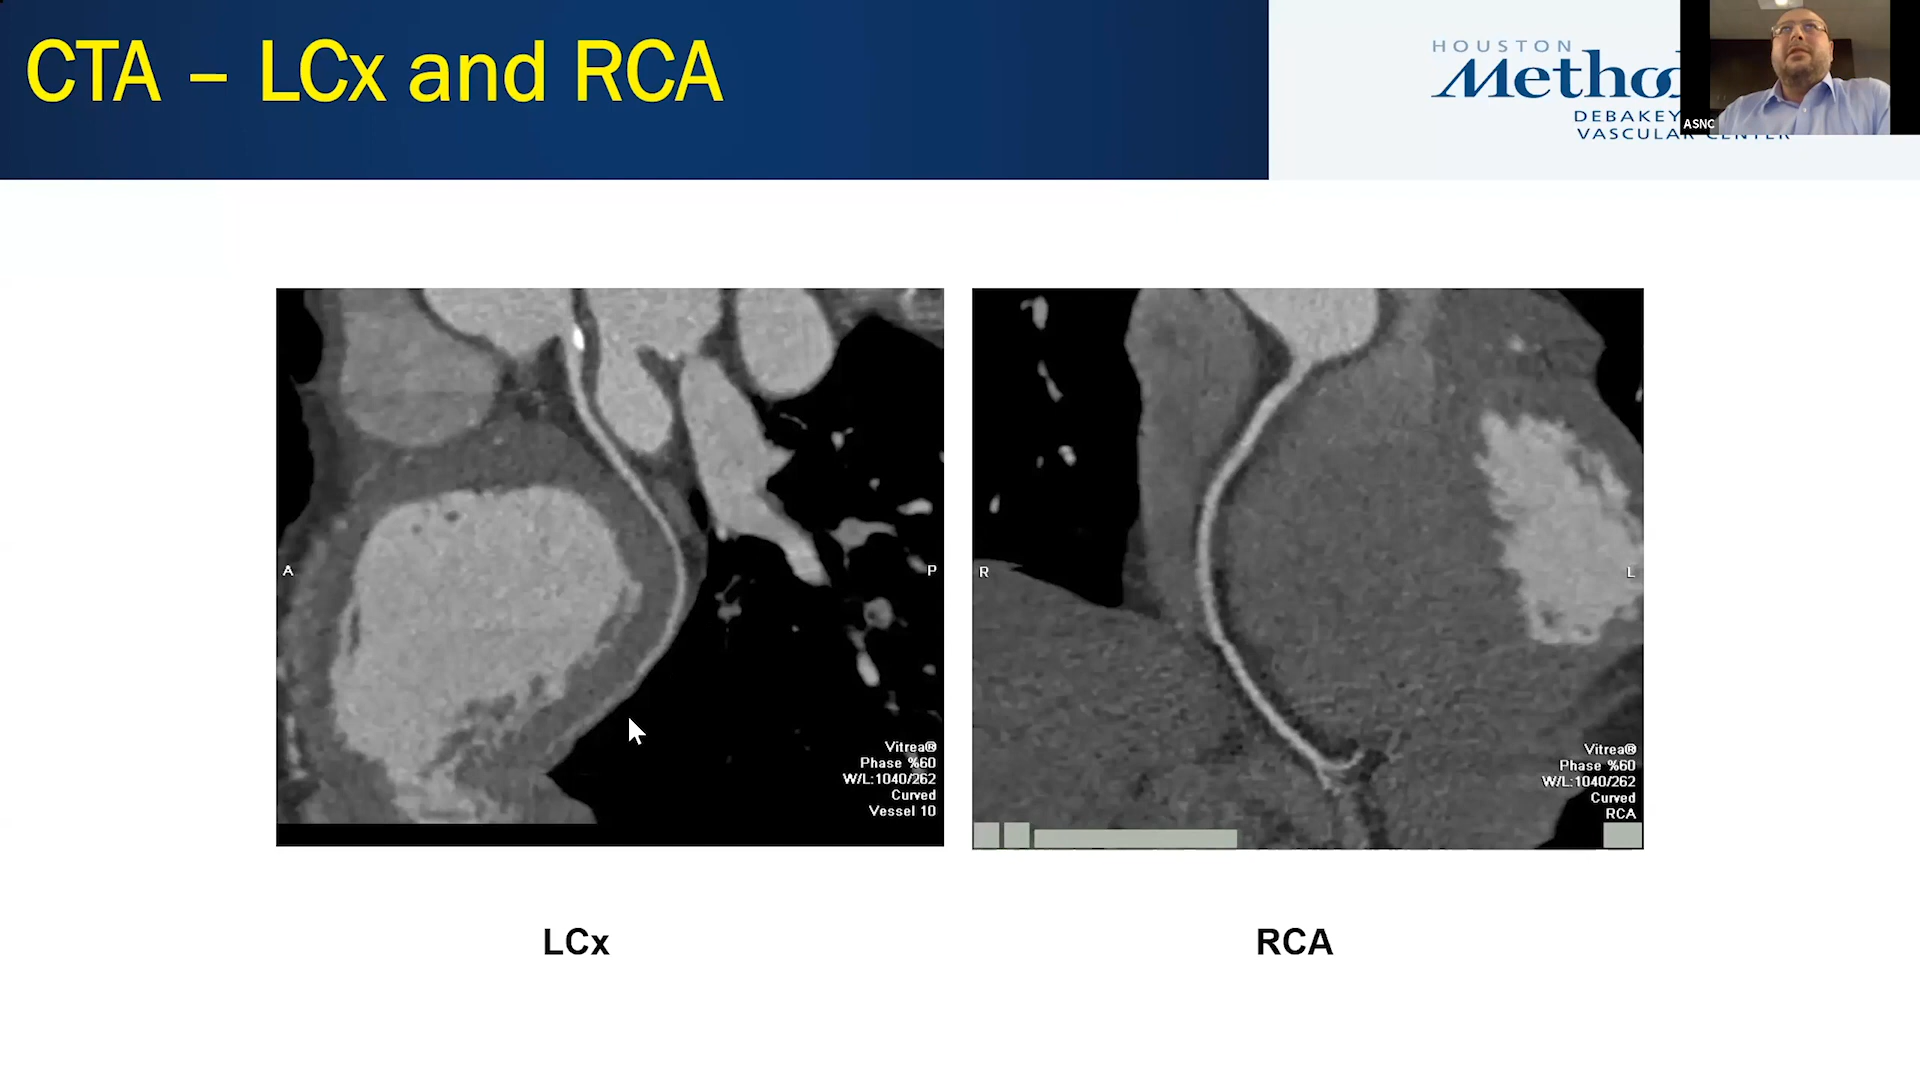 CTA – LCx and RCA
HOUSTON
DEBAKEY
VASCULAR CENTER
ASNC
A
P
Vitrea®
Phase %60
W/L:1040/262
Curved
Vessel 10
R
L
Vitrea®
Phase %60
W/L:1040/262
Curved
RCA
LCx
RCA